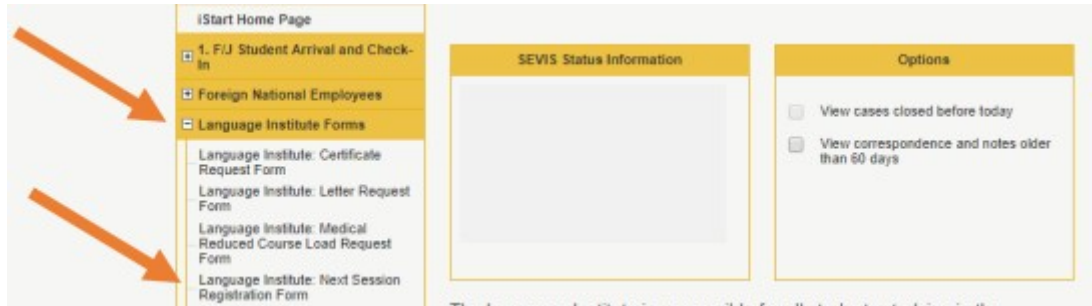 iStart Home Page
1. F/J Student Arrival and Check-
In
Foreign National Employees
Language Institute Forms
Language Institute: Certificate
Request Form
Language Institute: Letter Request
Form
Language Institute: Medical
Reduced Course Load Request
Form
Language Institute: Next Session
Registration Form
SEVIS Status Information
Options
View cases closed before today
View correspondence and notes older
than 60 days